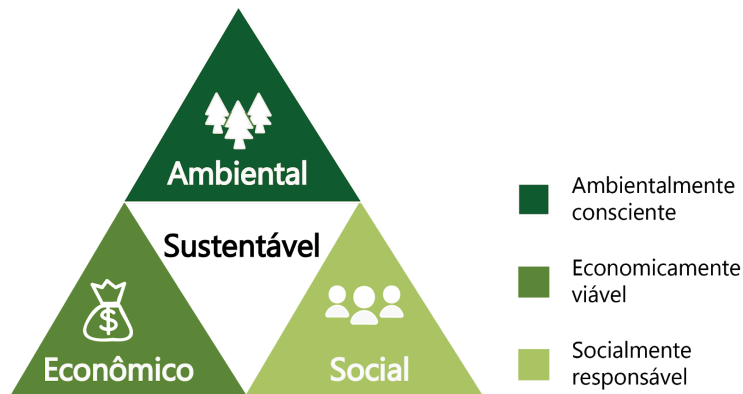 Ambiental
Sustentável
$
Econômico
Social
Ambientalmente
consciente
Economicamente
viável
Socialmente
responsável